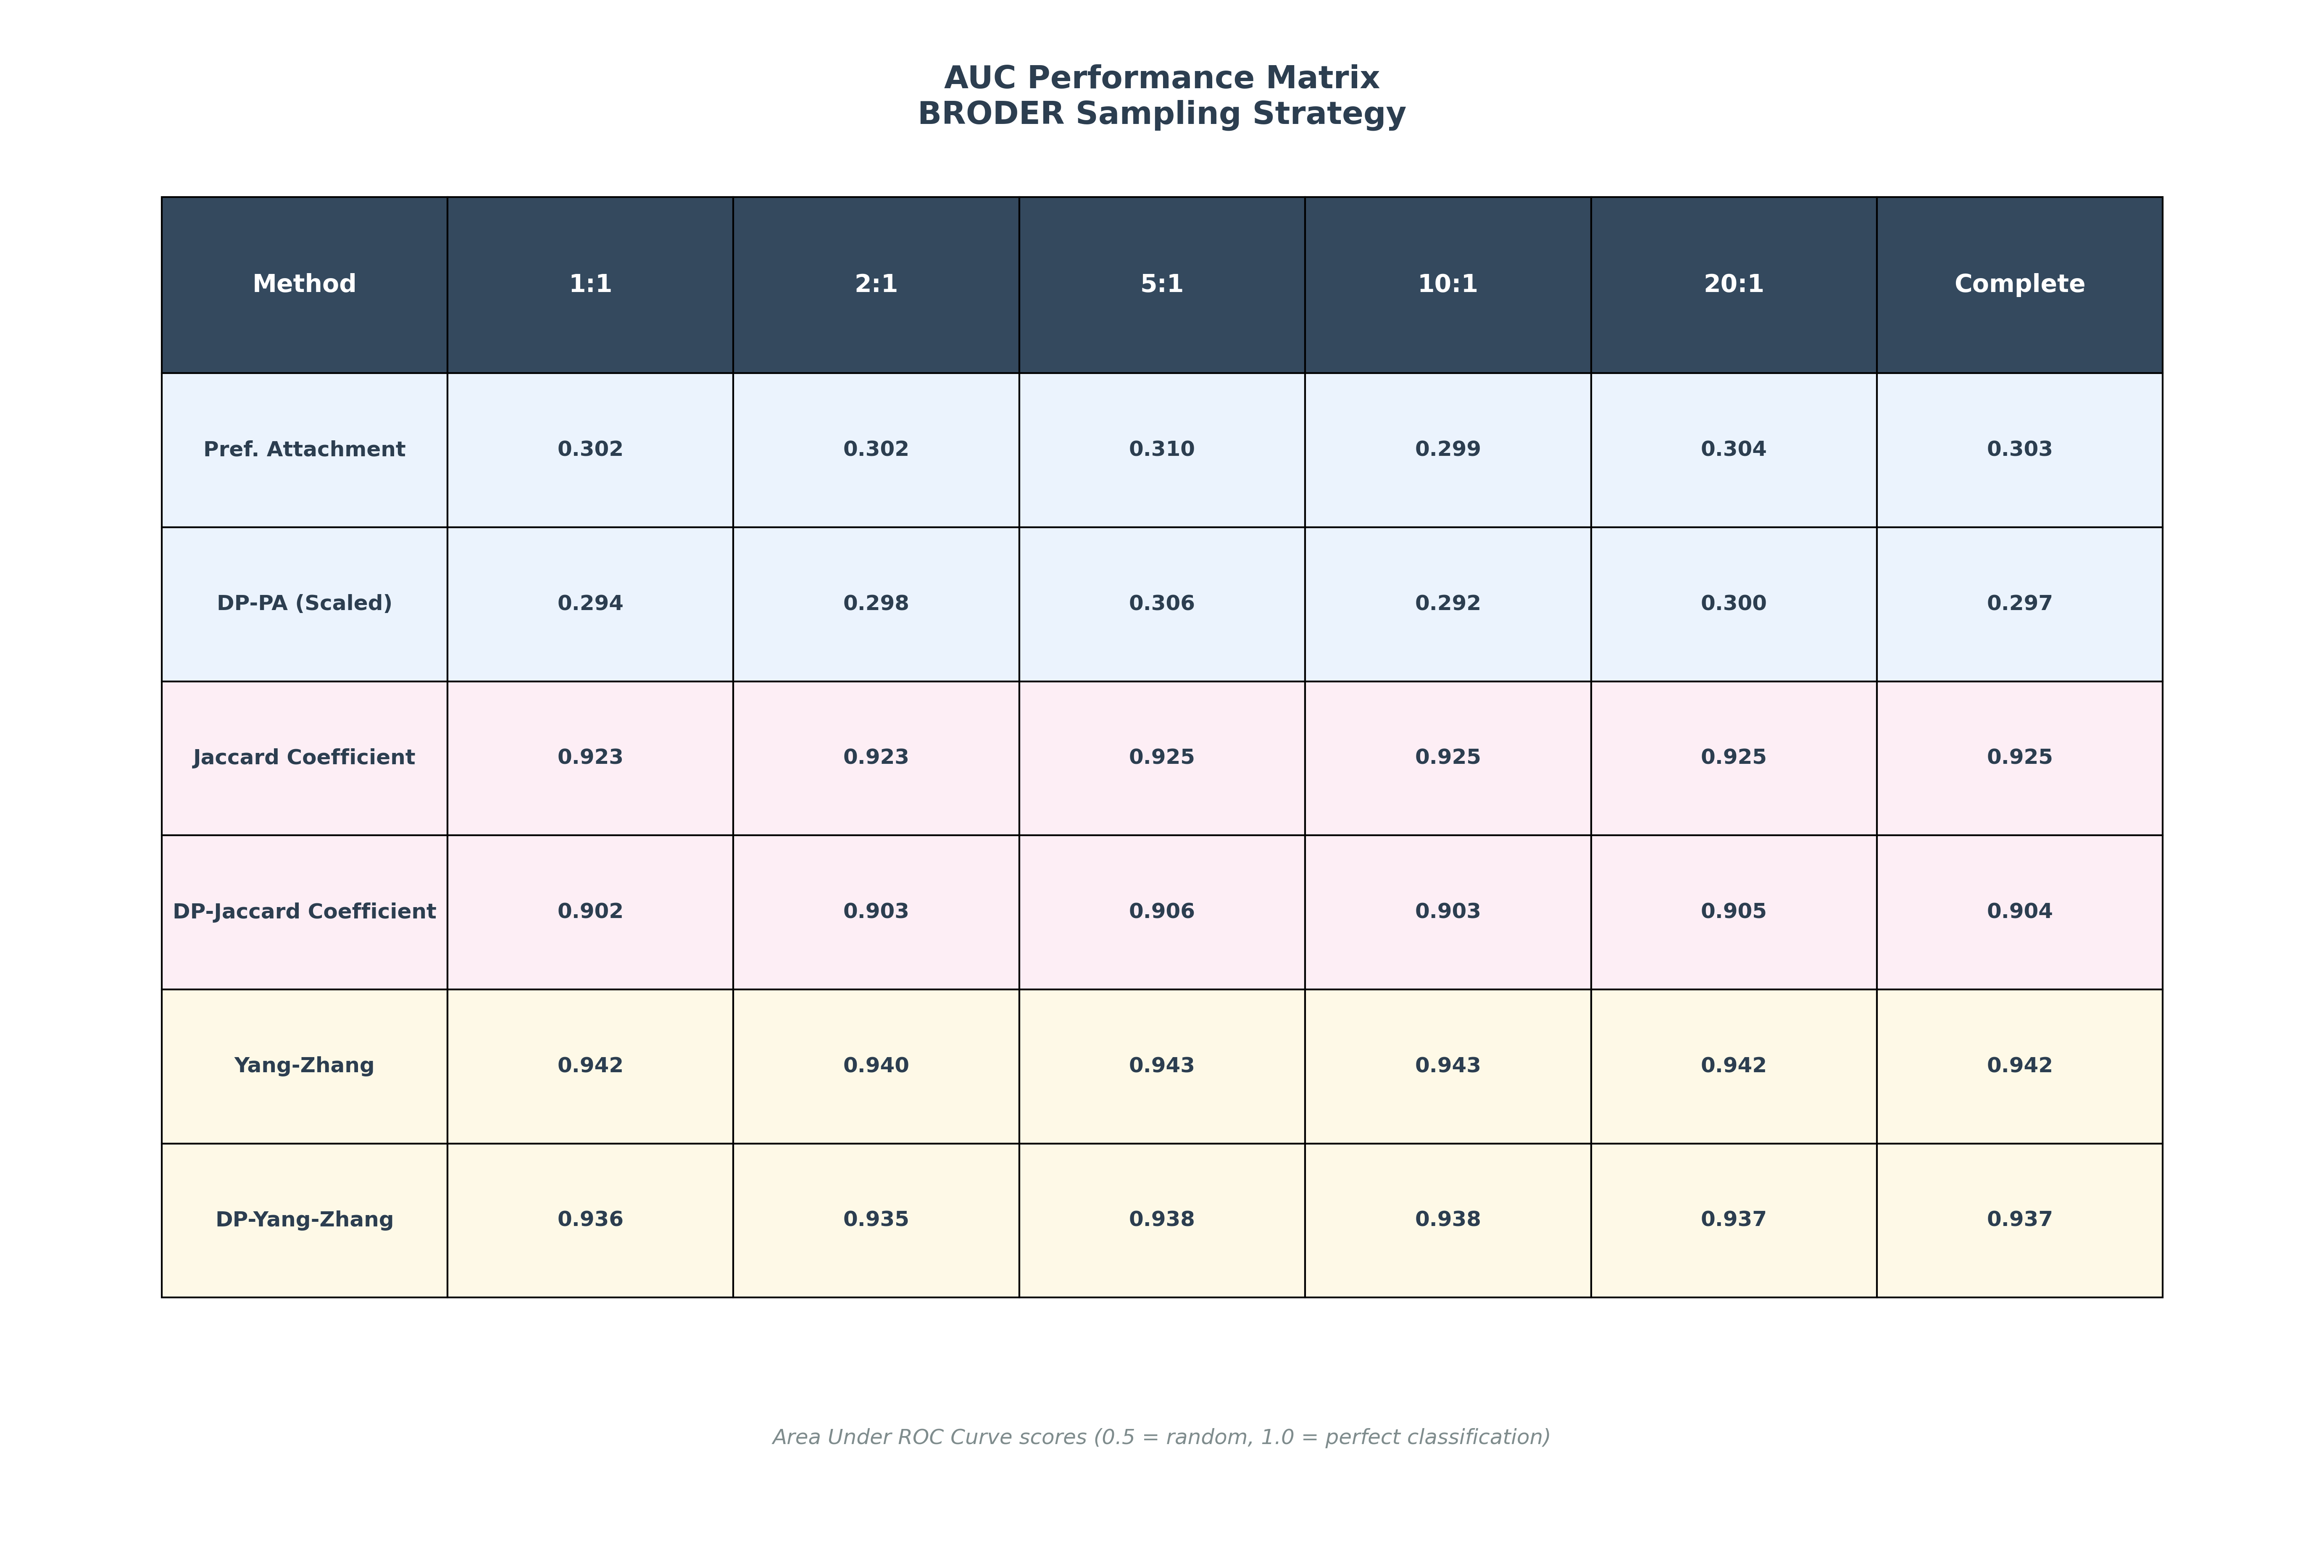 AUC Performance Matrix
BRODER Sampling Strategy
Method 1:1 2:1 5:1 10:1 20:1 Complete
Pref. Attachment 0.302 0.302 0.310 0.299 0.304 0.303
DP-PA (Scaled) 0.294 0.298 0.306 0.292 0.300 0.297
Jaccard Coefficient 0.923 0.923 0.925 0.925 0.925 0.925
DP-Jaccard Coefficient 0.902 0.903 0.906 0.903 0.905 0.904
Yang-Zhang 0.942 0.940 0.943 0.943 0.942 0.942
DP-Yang-Zhang 0.936 0.935 0.938 0.938 0.937 0.937
Area Under ROC Curve scores (0.5 = random, 1.0 = perfect classification)